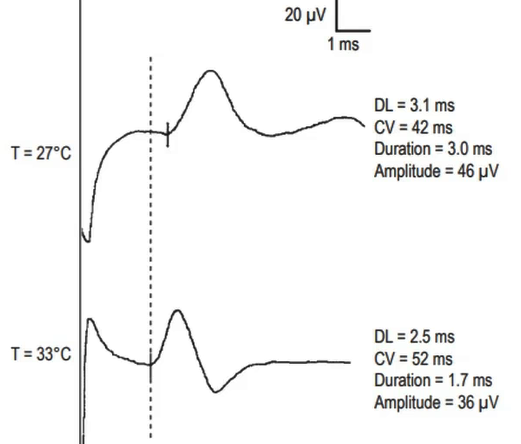 20 µV
1 ms
T = 27°C
DL = 3.1 ms
CV = 42 ms
Duration = 3.0 ms
Amplitude = 46 µV
T = 33°C
DL = 2.5 ms
CV = 52 ms
Duration = 1.7 ms
Amplitude = 36 µV